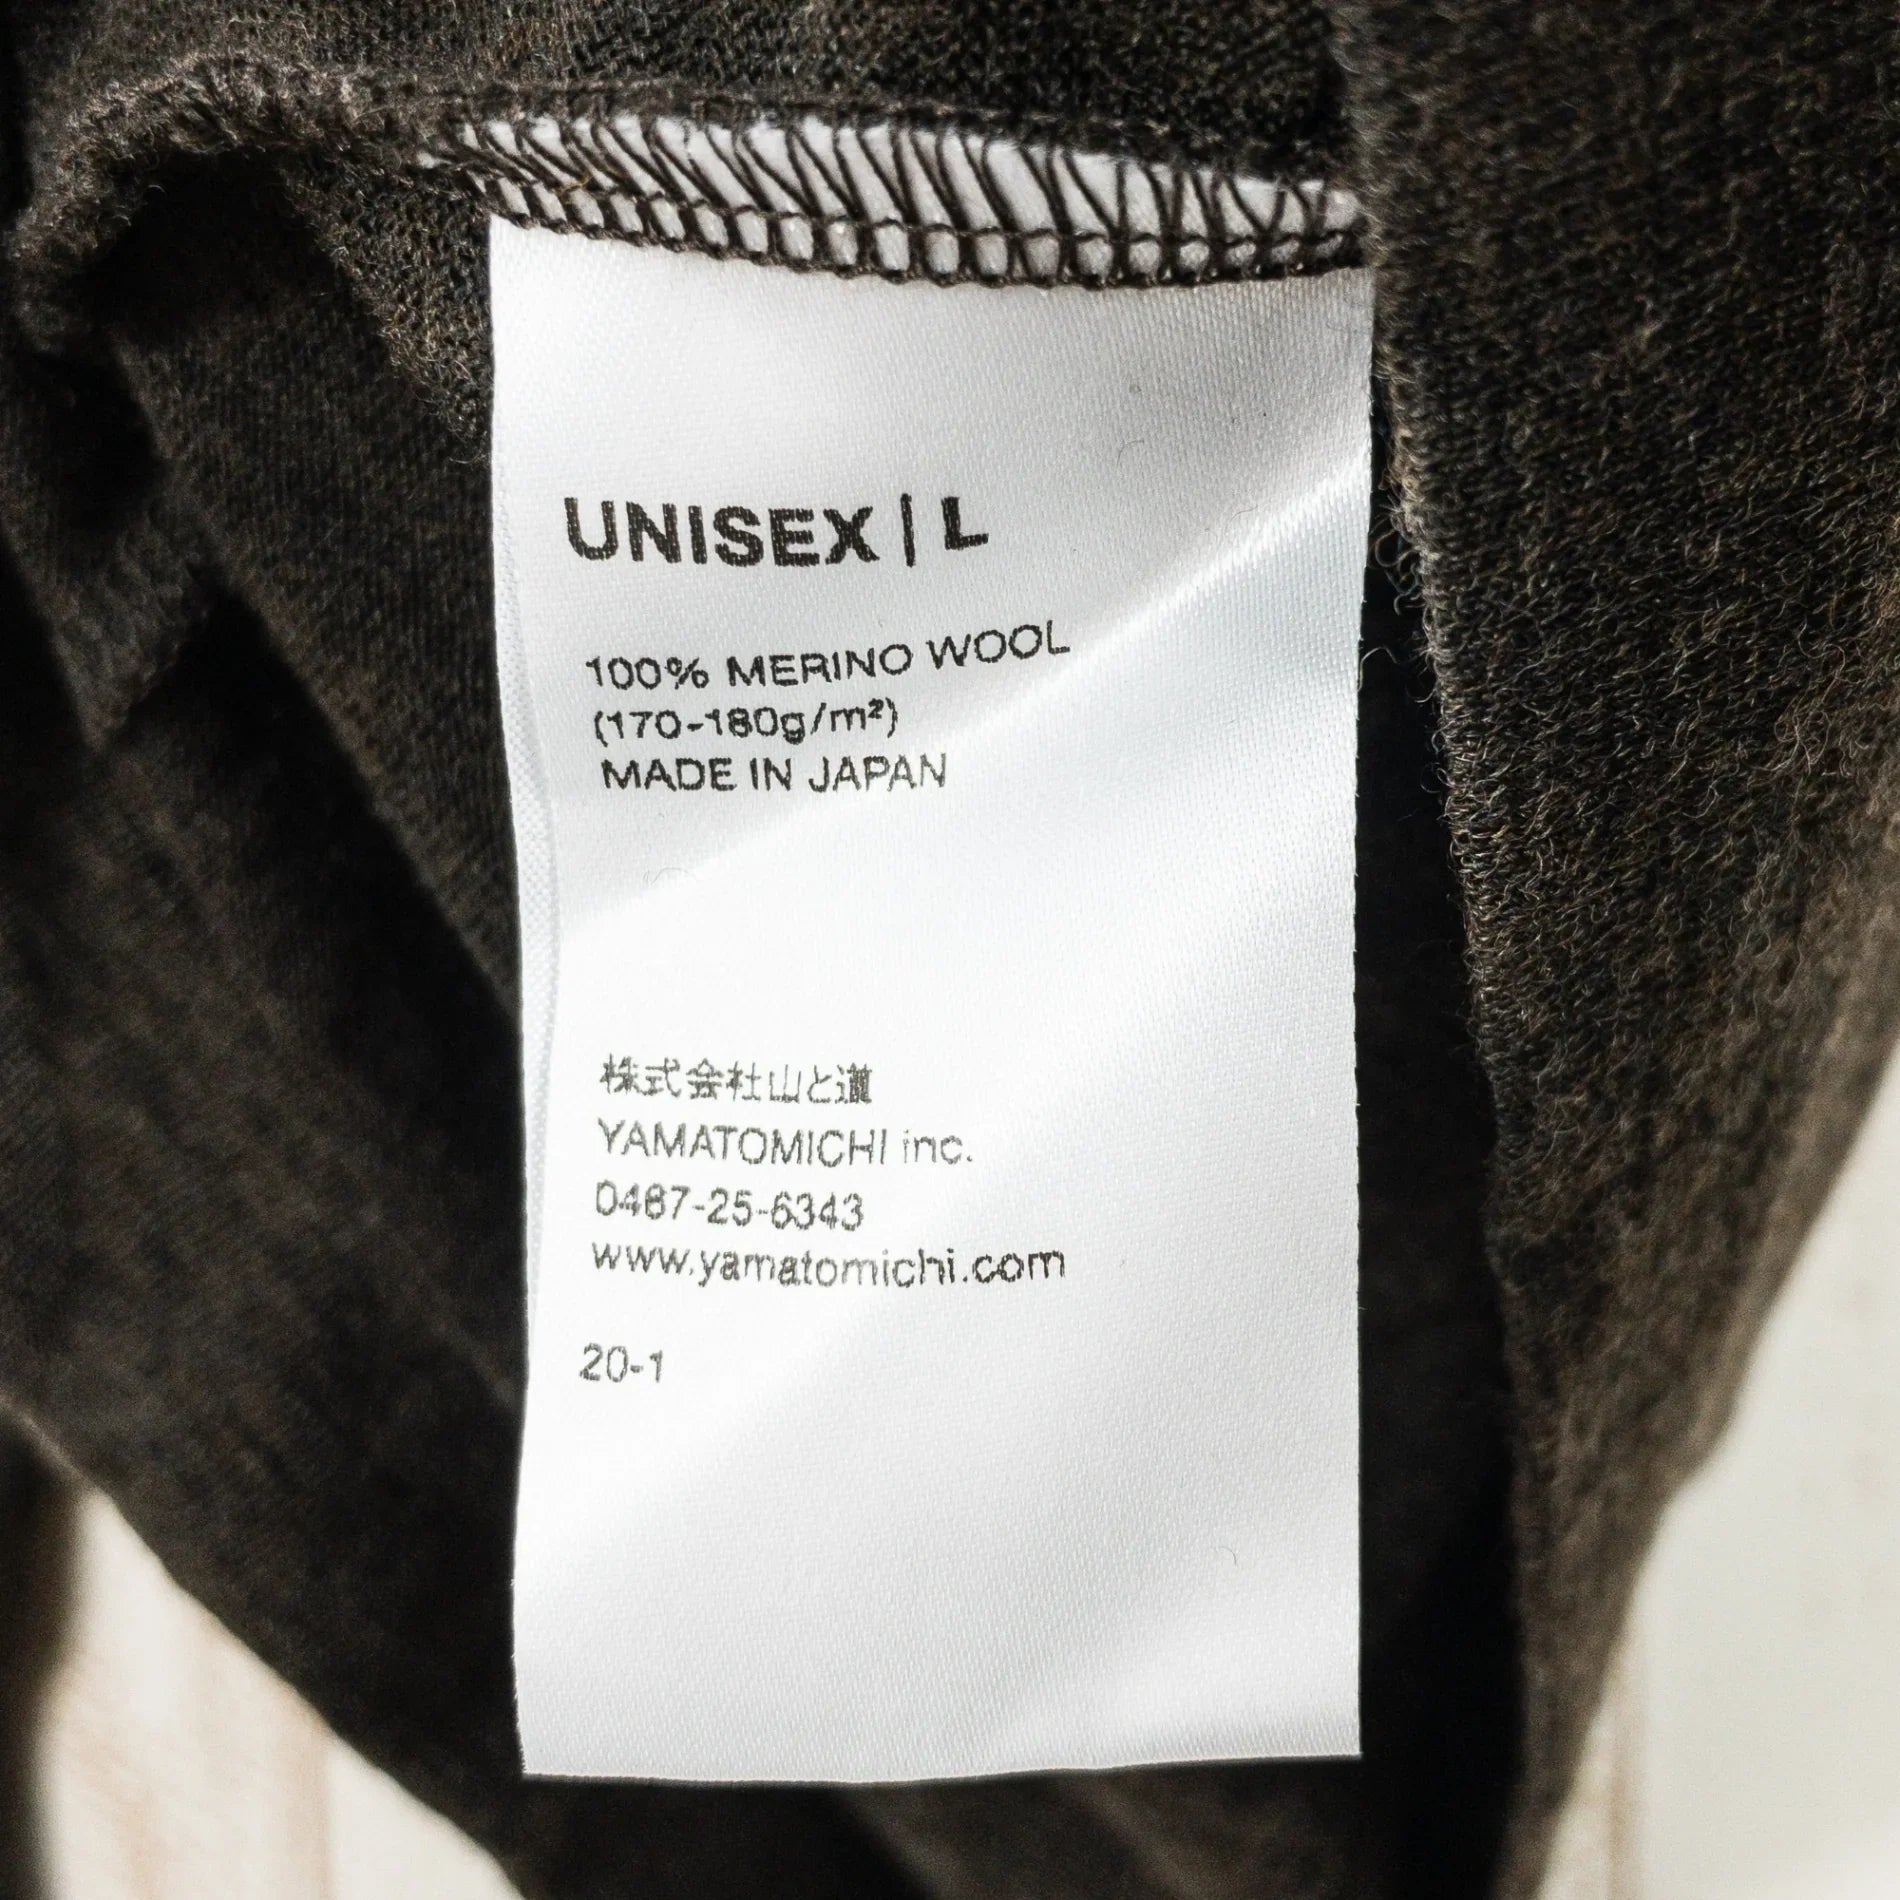 UNISEX | L
100% MERINO WOOL
(170-180g/m²)
MADE IN JAPAN
株式会社山と道
YAMATOMICHI inc.
0467-25-6343
www.yamatomichi.com
20-1